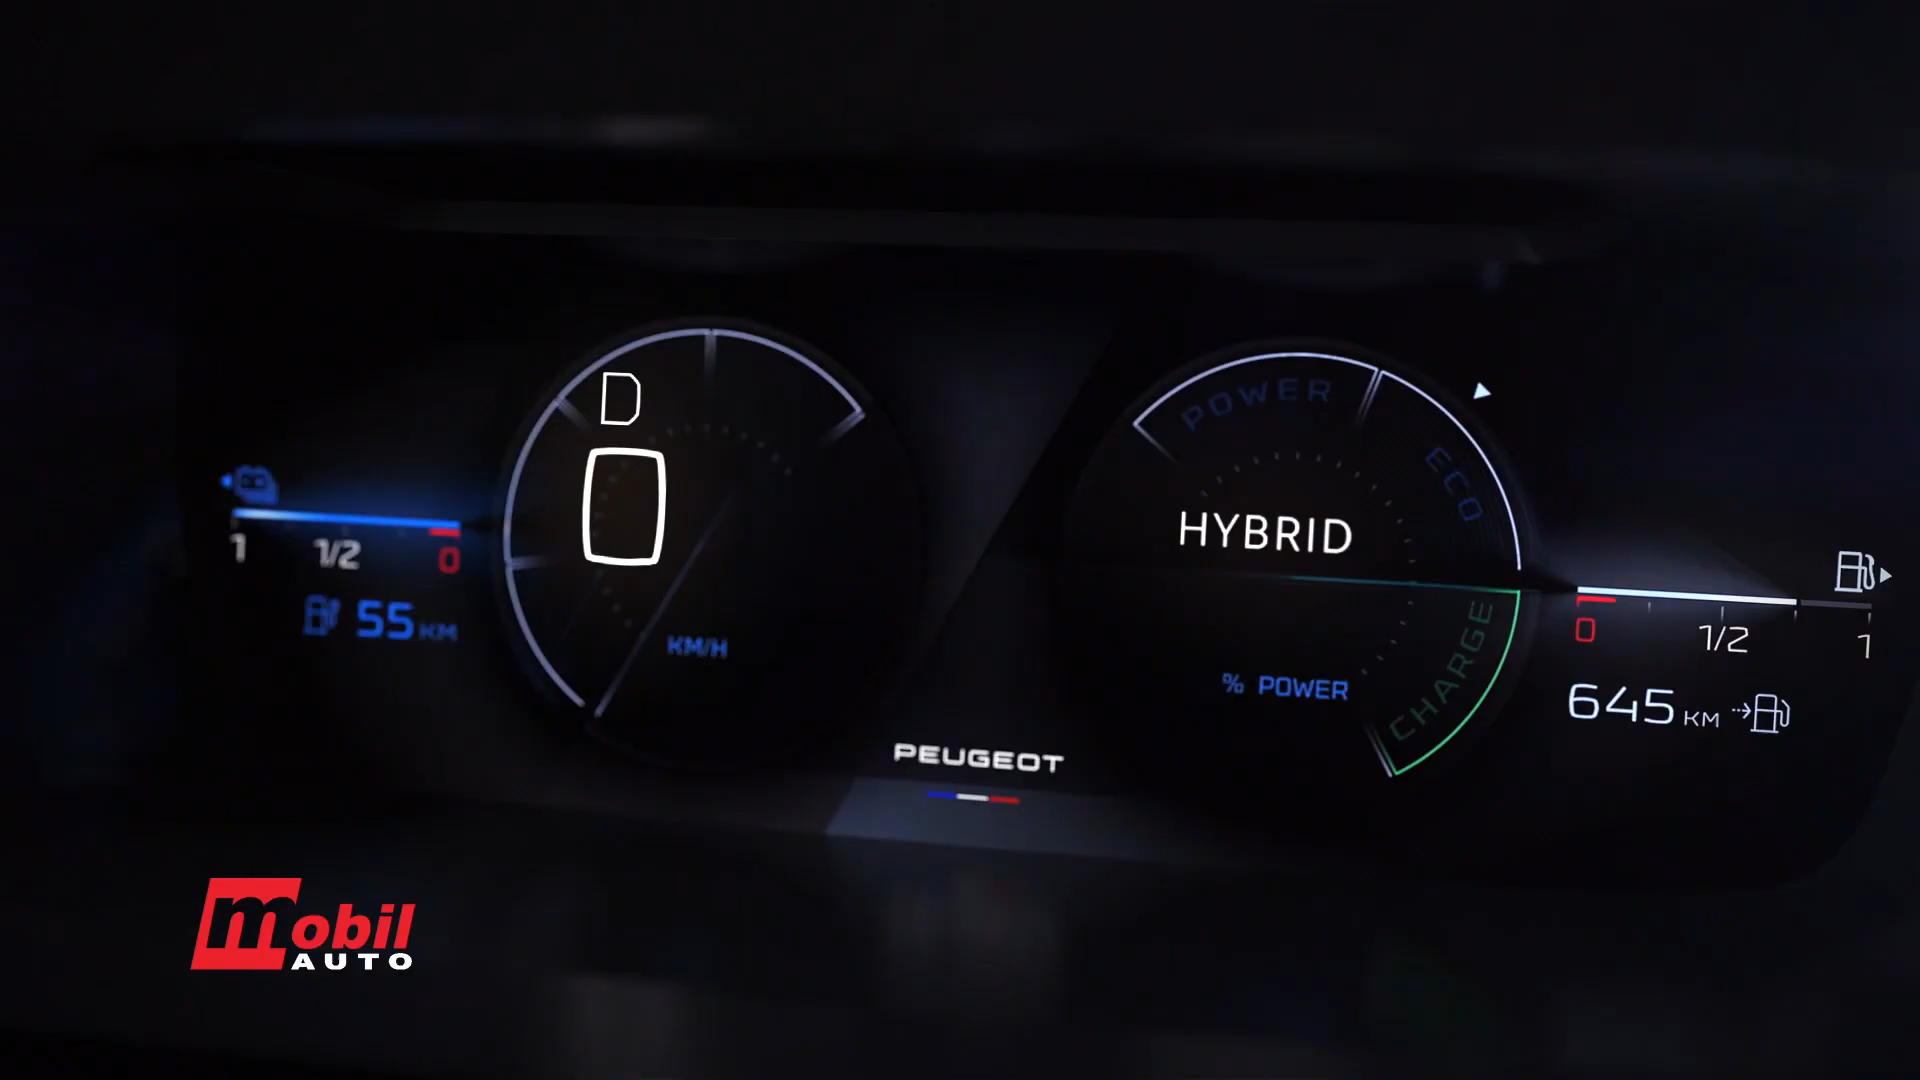 D
0
KM/H
1 1/2 0
55 KM
POWER
ECO
HYBRID
CHARGE
% POWER
0 1/2 1
645 KM
PEUGEOT
mobil
AUTO